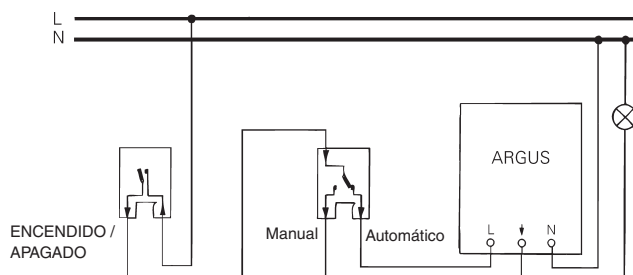 L
N
ARGUS
ENCENDIDO /
APAGADO
Manual
Automático
L
N